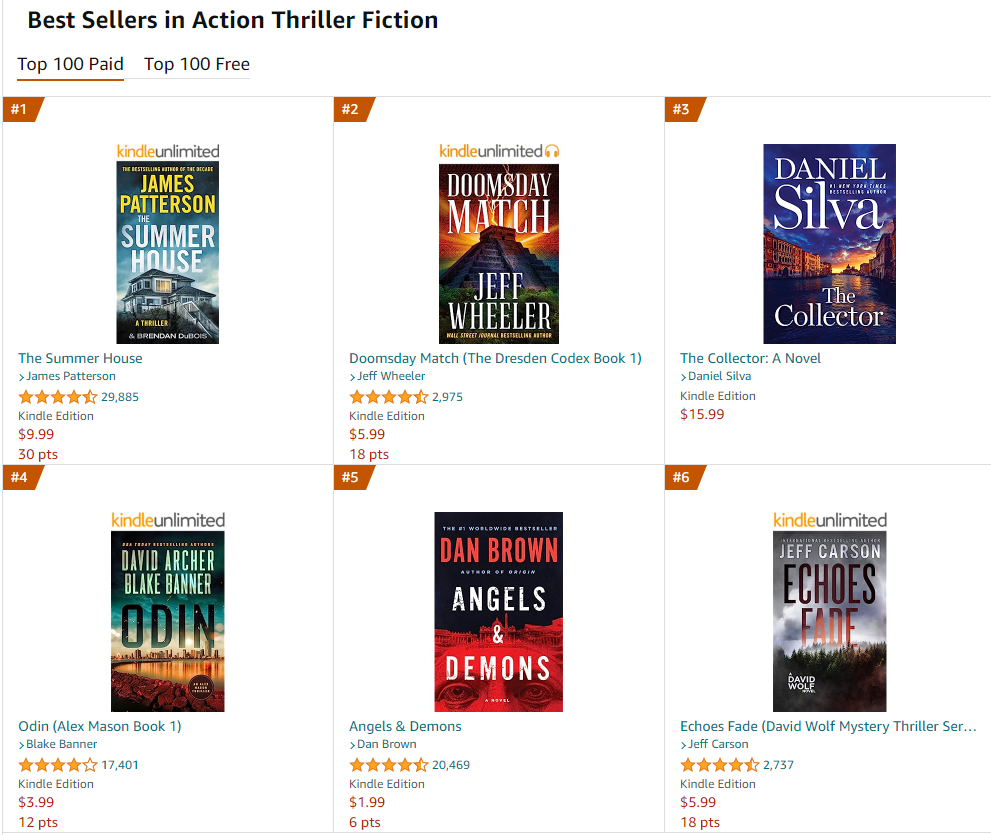 Best Sellers in Action Thriller Fiction
Top 100 Paid Top 100 Free
#1
kindleunlimited
THE BESTSELLING AUTHOR OF THE DECADE
JAMES
PATTERSON
THE
SUMMER
HOUSE
A THRILLER
& BRENDAN DUBOIS
The Summer House
›James Patterson
29,885
Kindle Edition
$9.99
30 pts
#2
kindleunlimited
DOOMSDAY
MATCH
JEFF
WHEELER
WALL STREET JOURNAL BESTSELLING AUTHOR
Doomsday Match (The Dresden Codex Book 1)
›Jeff Wheeler
2,975
Kindle Edition
$5.99
18 pts
#3
DANIEL
#1 NEW YORK TIMES
BESTSELLING AUTHOR
Silva
The
Collector
The Collector: A Novel
›Daniel Silva
Kindle Edition
$15.99
#4
kindleunlimited
USA TODAY BESTSELLING AUTHORS
DAVID ARCHER
BLAKE BANNER
ODIN
AN ALEX
MASON
THRILLER
Odin (Alex Mason Book 1)
›Blake Banner
17,401
Kindle Edition
$3.99
12 pts
#5
THE #1 WORLDWIDE BESTSELLER
DAN BROWN
AUTHOR OF ORIGIN
ANGELS
&
DEMONS
A NOVEL
Angels & Demons
›Dan Brown
20,469
Kindle Edition
$1.99
6 pts
#6
kindleunlimited
INTERNATIONAL BESTSELLING AUTHOR
JEFF CARSON
ECHOES
FADE
A
DAVID
WOLF
NOVEL
Echoes Fade (David Wolf Mystery Thriller Ser…
›Jeff Carson
2,737
Kindle Edition
$5.99
18 pts